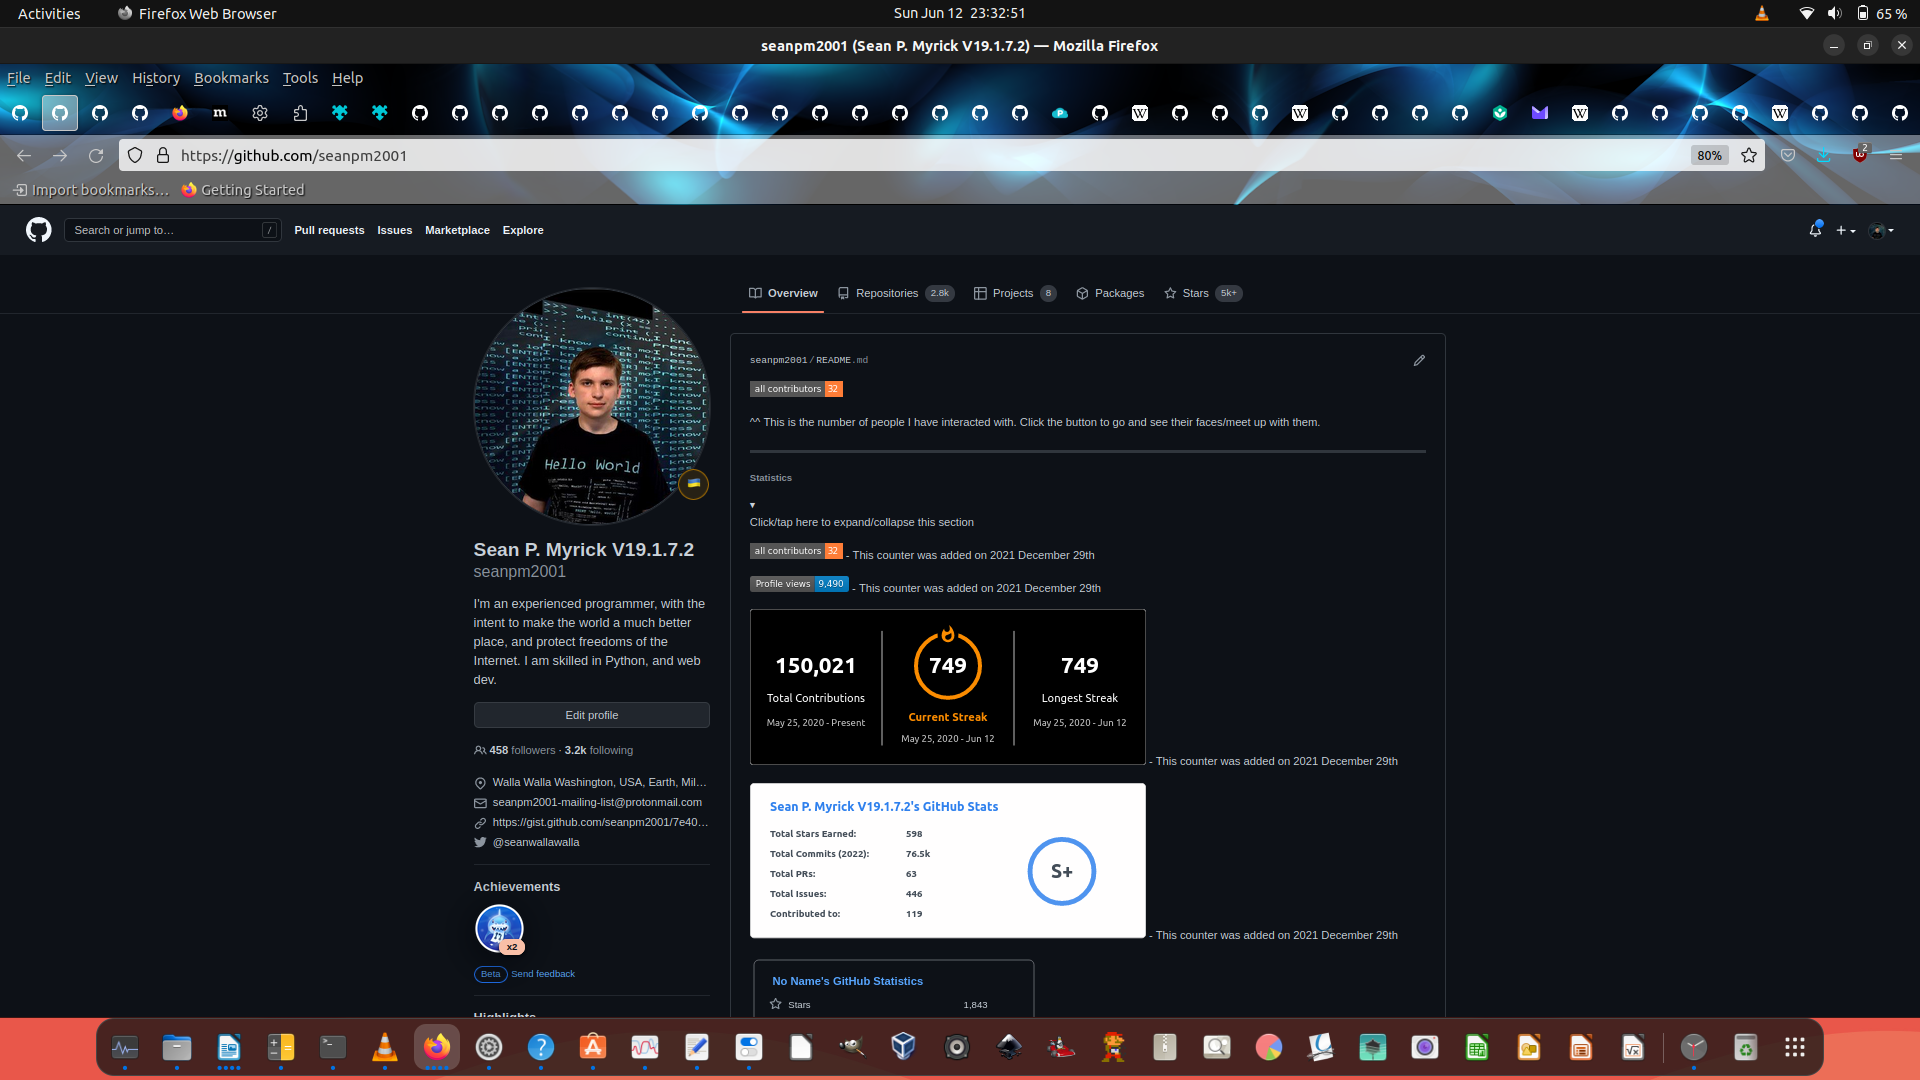 Activities
Firefox Web Browser
Sun Jun 12 23:32:51
65 %
seanpm2001 (Sean P. Myrick V19.1.7.2) — Mozilla Firefox
File Edit View History Bookmarks Tools Help
https://github.com/seanpm2001
80%
2
Import bookmarks…
Getting Started
Search or jump to…
/
Pull requests
Issues
Marketplace
Explore
Overview
Repositories 2.8k
Projects 8
Packages
Stars 5k+
Hello World
Sean P. Myrick V19.1.7.2
seanpm2001
I'm an experienced programmer, with the
intent to make the world a much better
place, and protect freedoms of the
Internet. I am skilled in Python, and web
dev.
Edit profile
458 followers · 3.2k following
Walla Walla Washington, USA, Earth, Mil…
seanpm2001-mailing-list@protonmail.com
https://gist.github.com/seanpm2001/7e40…
@seanwallawalla
Achievements
x2
Beta Send feedback
Highlights
seanpm2001 / README.md
all contributors 32
^^ This is the number of people I have interacted with. Click the button to go and see their faces/meet up with them.
Statistics
▾
Click/tap here to expand/collapse this section
all contributors 32 - This counter was added on 2021 December 29th
Profile views 9,490 - This counter was added on 2021 December 29th
150,021
Total Contributions
May 25, 2020 - Present
749
Current Streak
May 25, 2020 - Jun 12
749
Longest Streak
May 25, 2020 - Jun 12
- This counter was added on 2021 December 29th
Sean P. Myrick V19.1.7.2's GitHub Stats
Total Stars Earned: 598
Total Commits (2022): 76.5k
Total PRs: 63
Total Issues: 446
Contributed to: 119
S+
- This counter was added on 2021 December 29th
No Name's GitHub Statistics
Stars 1,843